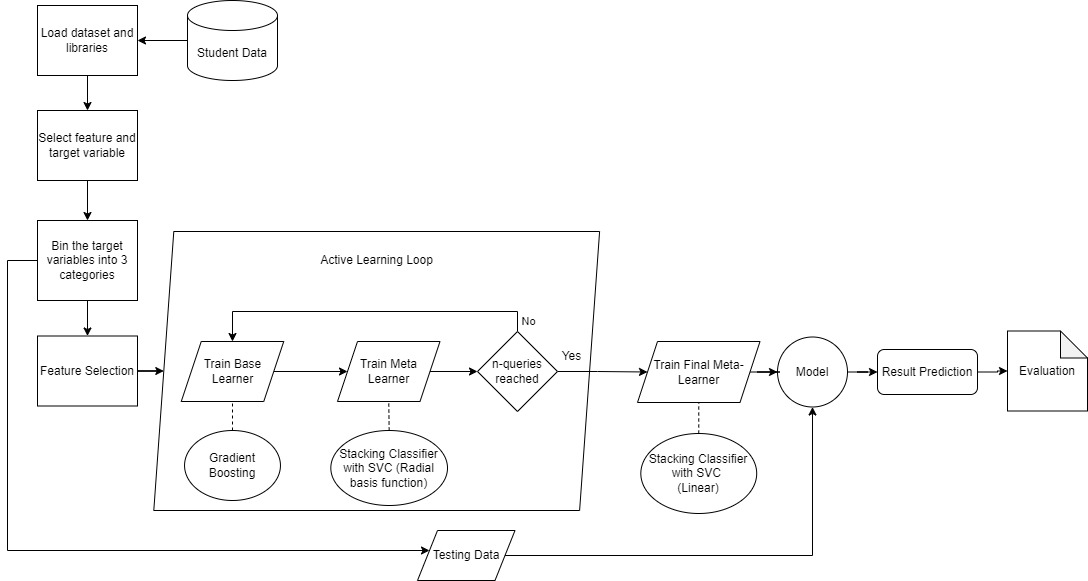 Load dataset and
libraries
Student Data
Select feature and
target variable
Bin the target
variables into 3
categories
Feature Selection
Active Learning Loop
No
Train Base
Learner
Train Meta
Learner
n-queries
reached
Yes
Train Final Meta-
Learner
Model
Result Prediction
Evaluation
Gradient
Boosting
Stacking Classifier
with SVC (Radial
basis function)
Stacking Classifier
with SVC
(Linear)
Testing Data